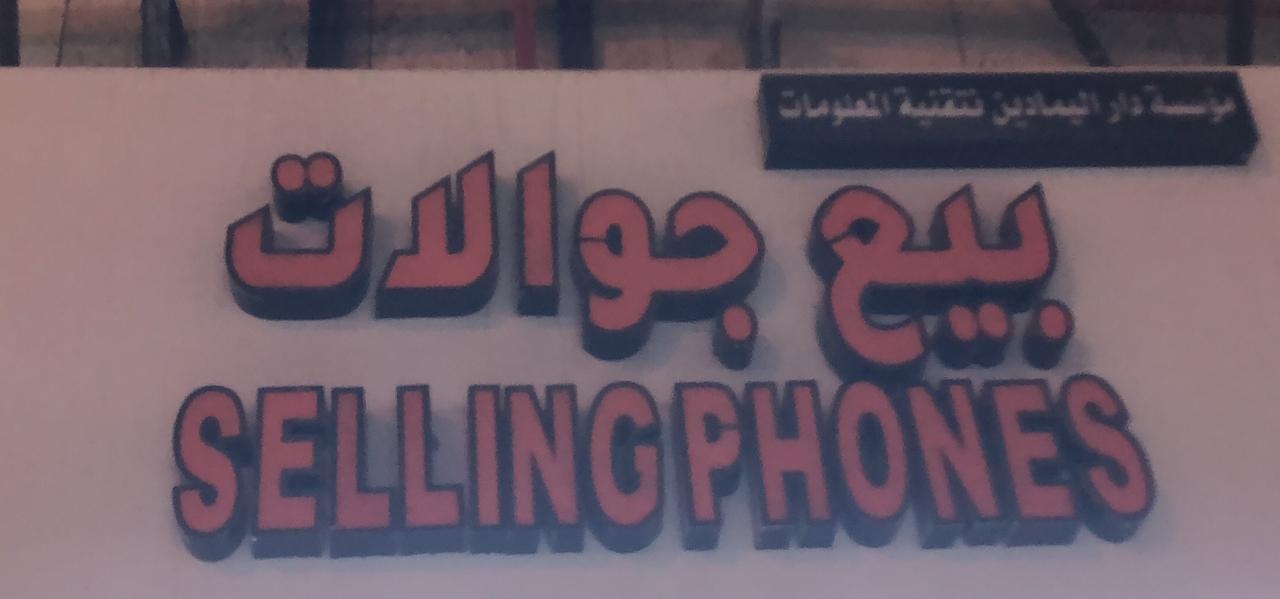 مؤسسة دار الميادين لتقنية المعلومات
بيع جوالات
SELLING PHONES